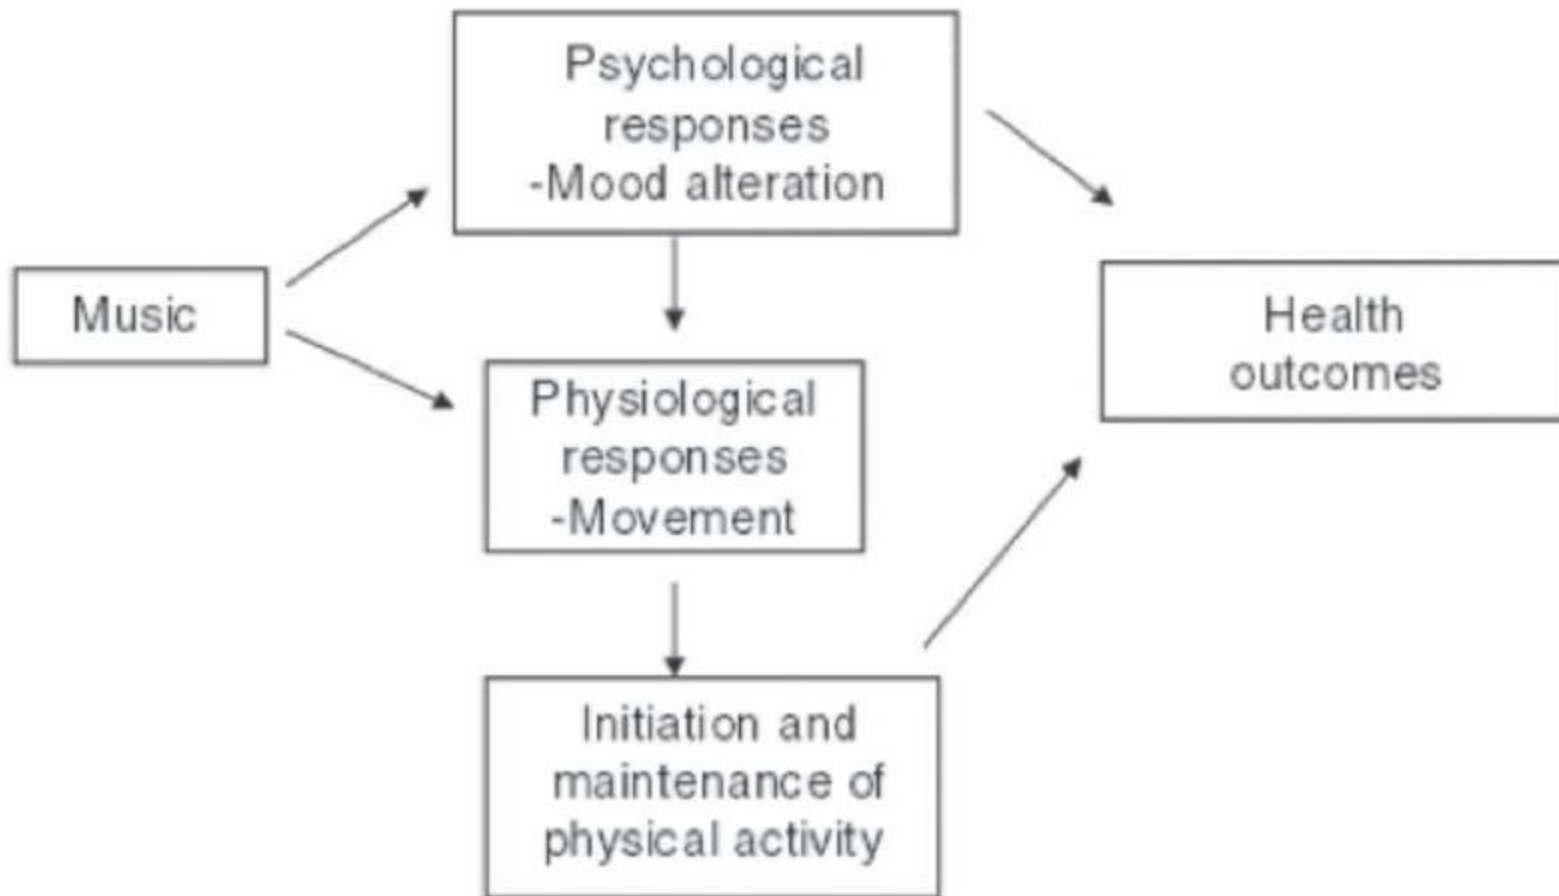 Psychological
responses
-Mood alteration
Music
Physiological
responses
-Movement
Health
outcomes
Initiation and
maintenance of
physical activity